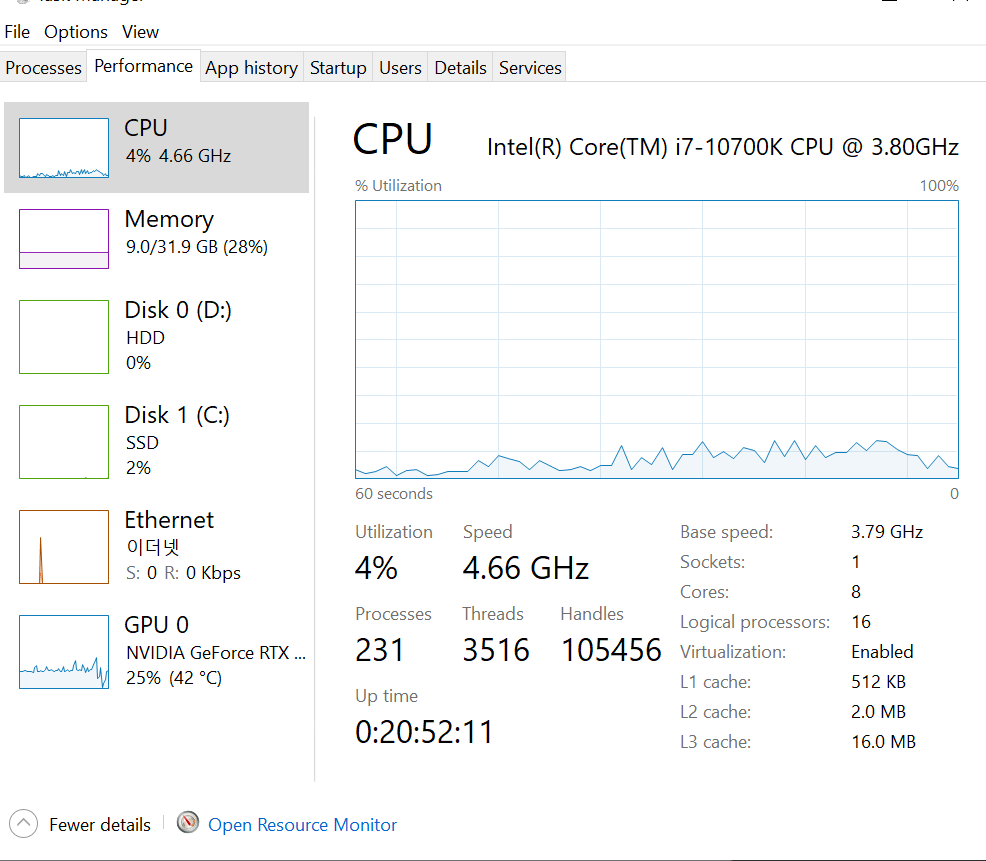 Task Manager
File Options View
Processes Performance App history Startup Users Details Services
CPU
4% 4.66 GHz
Memory
9.0/31.9 GB (28%)
Disk 0 (D:)
HDD
0%
Disk 1 (C:)
SSD
2%
Ethernet
이더넷
S: 0 R: 0 Kbps
GPU 0
NVIDIA GeForce RTX ...
25% (42 °C)
CPU
Intel(R) Core(TM) i7-10700K CPU @ 3.80GHz
% Utilization 100%
60 seconds 0
Utilization Speed
4% 4.66 GHz
Processes Threads Handles
231 3516 105456
Up time
0:20:52:11
Base speed: 3.79 GHz
Sockets: 1
Cores: 8
Logical processors: 16
Virtualization: Enabled
L1 cache: 512 KB
L2 cache: 2.0 MB
L3 cache: 16.0 MB
Fewer details Open Resource Monitor